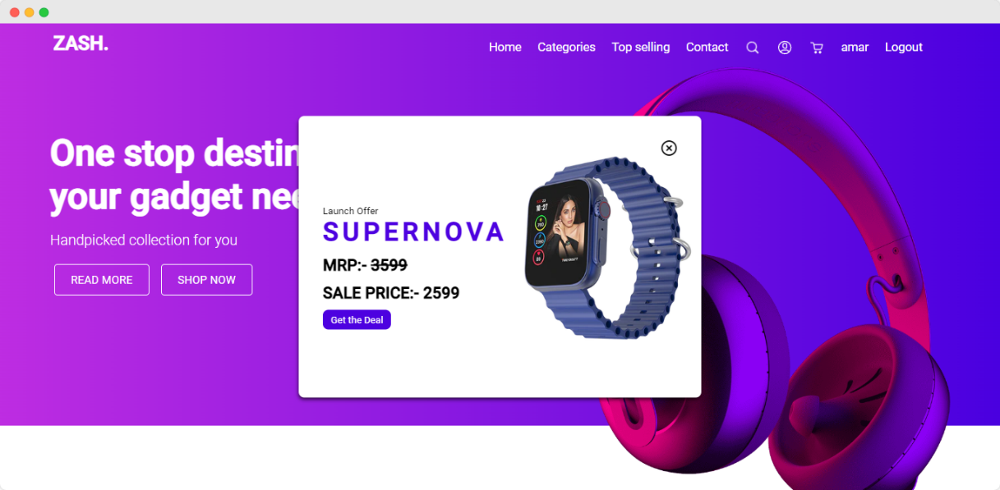 ZASH.
Home Categories Top selling Contact amar Logout
One stop destin
your gadget nee
Handpicked collection for you
READ MORE SHOP NOW
Launch Offer
SUPERNOVA
MRP:- 3599
SALE PRICE:- 2599
Get the Deal